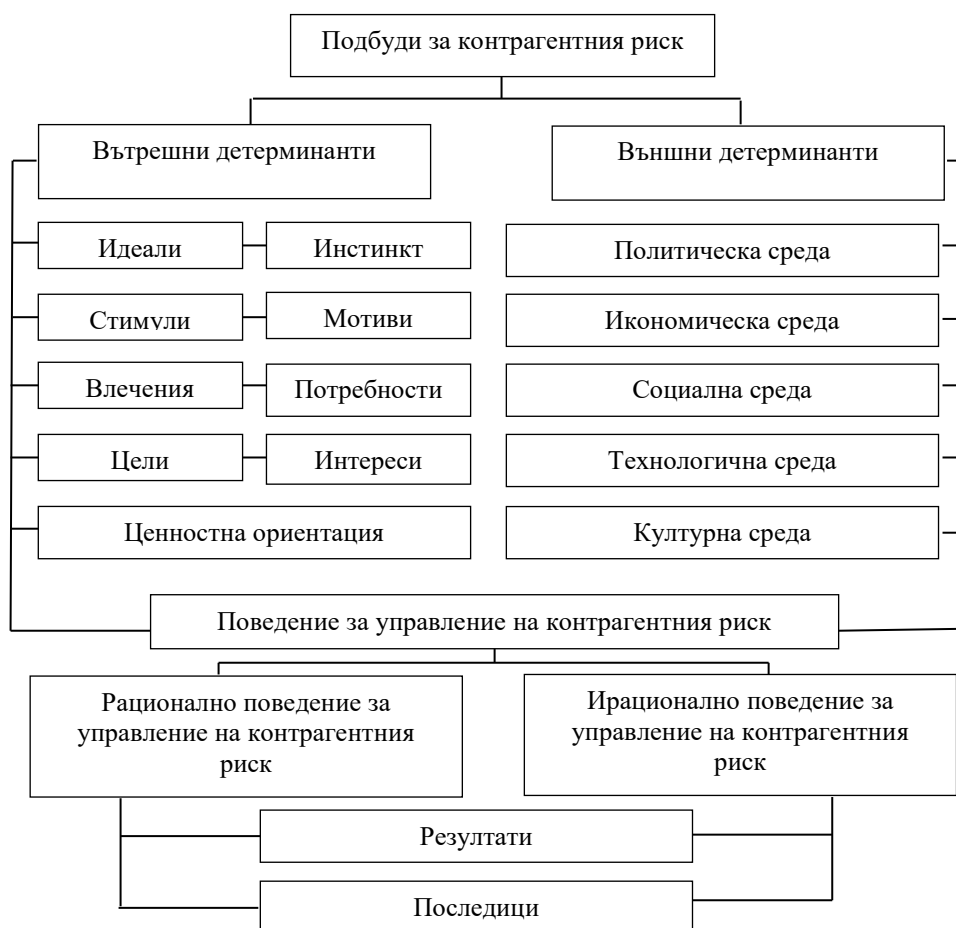 Подбуди за контрагентния риск
Вътрешни детерминанти
Външни детерминанти
Идеали
Инстинкт
Политическа среда
Стимули
Мотиви
Икономическа среда
Влечения
Потребности
Социална среда
Цели
Интереси
Технологична среда
Ценностна ориентация
Културна среда
Поведение за управление на контрагентния риск
Рационално поведение за
управление на контрагентния
риск
Ирационално поведение за
управление на контрагентния
риск
Резултати
Последици